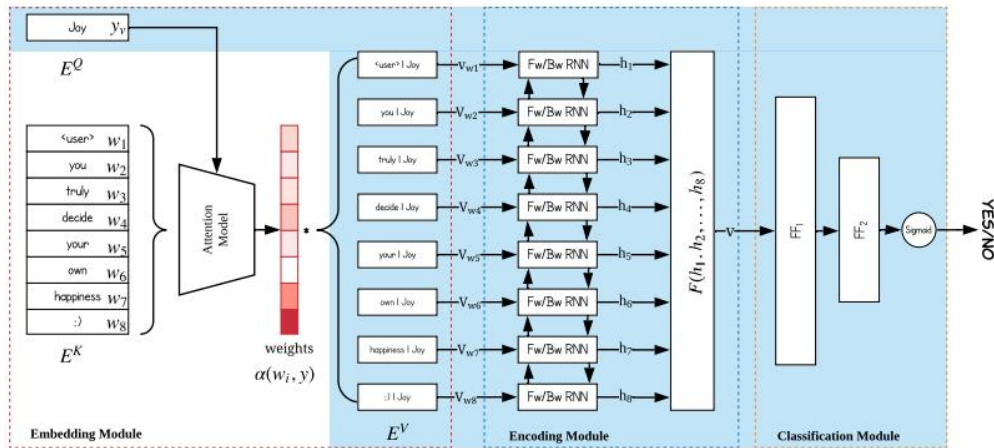 Joy y_v
E^Q
<user> w_1
you w_2
truly w_3
decide w_4
your w_5
own w_6
happiness w_7
:) w_8
E^K
Attention
Model
*
weights
α(w_i, y)
<user> | Joy
you | Joy
truly | Joy
decide | Joy
your | Joy
own | Joy
happiness | Joy
:) | Joy
E^V
V_w1
V_w2
V_w3
V_w4
V_w5
V_w6
V_w7
V_w8
Fw/Bw RNN
Fw/Bw RNN
Fw/Bw RNN
Fw/Bw RNN
Fw/Bw RNN
Fw/Bw RNN
Fw/Bw RNN
Fw/Bw RNN
h_1
h_2
h_3
h_4
h_5
h_6
h_7
h_8
F(h_1, h_2, ..., h_8)
v
FF_1
FF_2
Sigmoid
YES/NO
Embedding Module
Encoding Module
Classification Module